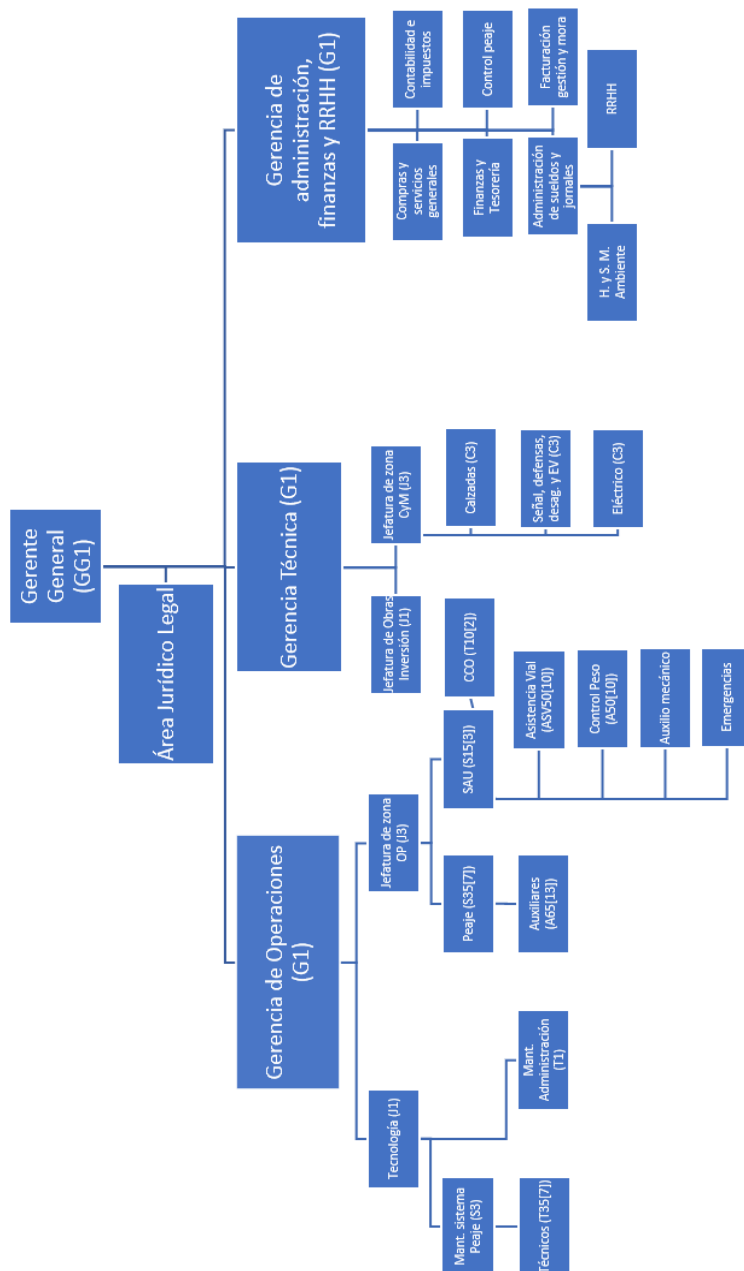 Gerente
General
(GG1)
Área Jurídico Legal
Gerencia de Operaciones
(G1)
Tecnología (J1)
Mant. sistema
Peaje (S3)
Técnicos (T35[7])
Mant.
Administración
(T1)
Jefatura de zona
OP (J3)
Peaje (S35[7])
Auxiliares
(A65[13])
SAU (S15[3])
CCO (T10[2])
Asistencia Vial
(ASV50[10])
Control Peso
(A50[10])
Auxilio mecánico
Emergencias
Gerencia Técnica (G1)
Jefatura de Obras
Inversión (J1)
Jefatura de zona
CyM (J3)
Calzadas (C3)
Señal, defensas,
desag. y EV (C3)
Eléctrico (C3)
Gerencia de
administración,
finanzas y RRHH (G1)
Compras y
servicios
generales
Contabilidad e
impuestos
Finanzas y
Tesorería
Control peaje
Administración
de sueldos y
jornales
Facturación
gestión y mora
H. y S. M.
Ambiente
RRHH